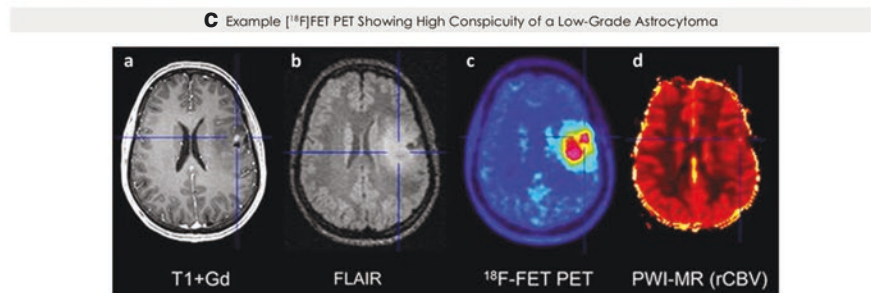 C Example [¹⁸F]FET PET Showing High Conspicuity of a Low-Grade Astrocytoma
a b c d
T1+Gd FLAIR ¹⁸F-FET PET PWI-MR (rCBV)